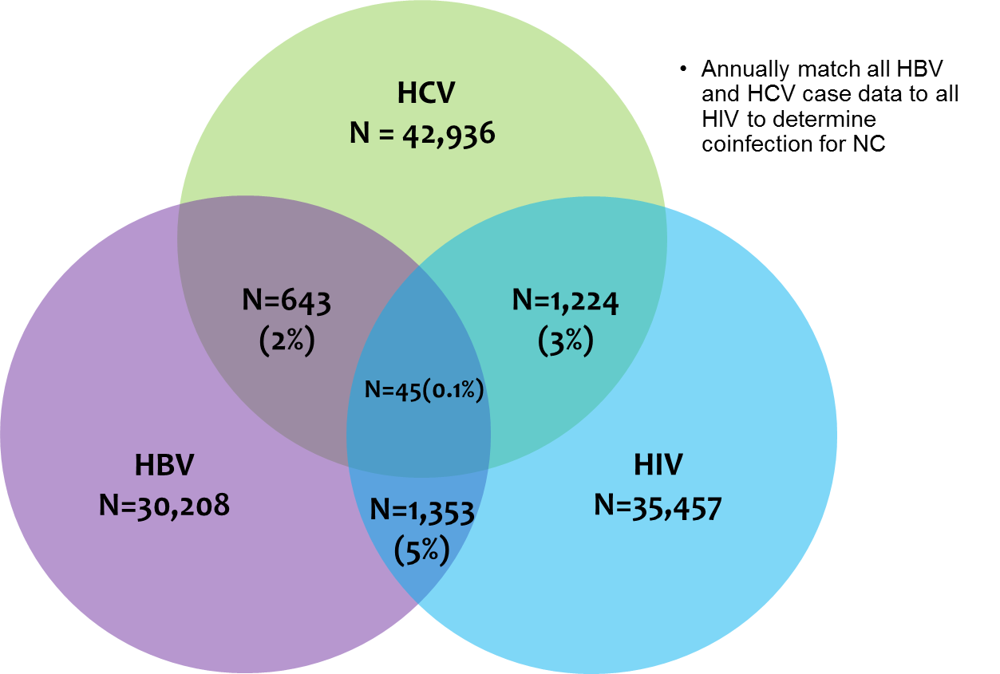 HCV
N = 42,936
• Annually match all HBV
and HCV case data to all
HIV to determine
coinfection for NC
N=643
(2%)
N=1,224
(3%)
N=45(0.1%)
HBV
N=30,208
HIV
N=35,457
N=1,353
(5%)